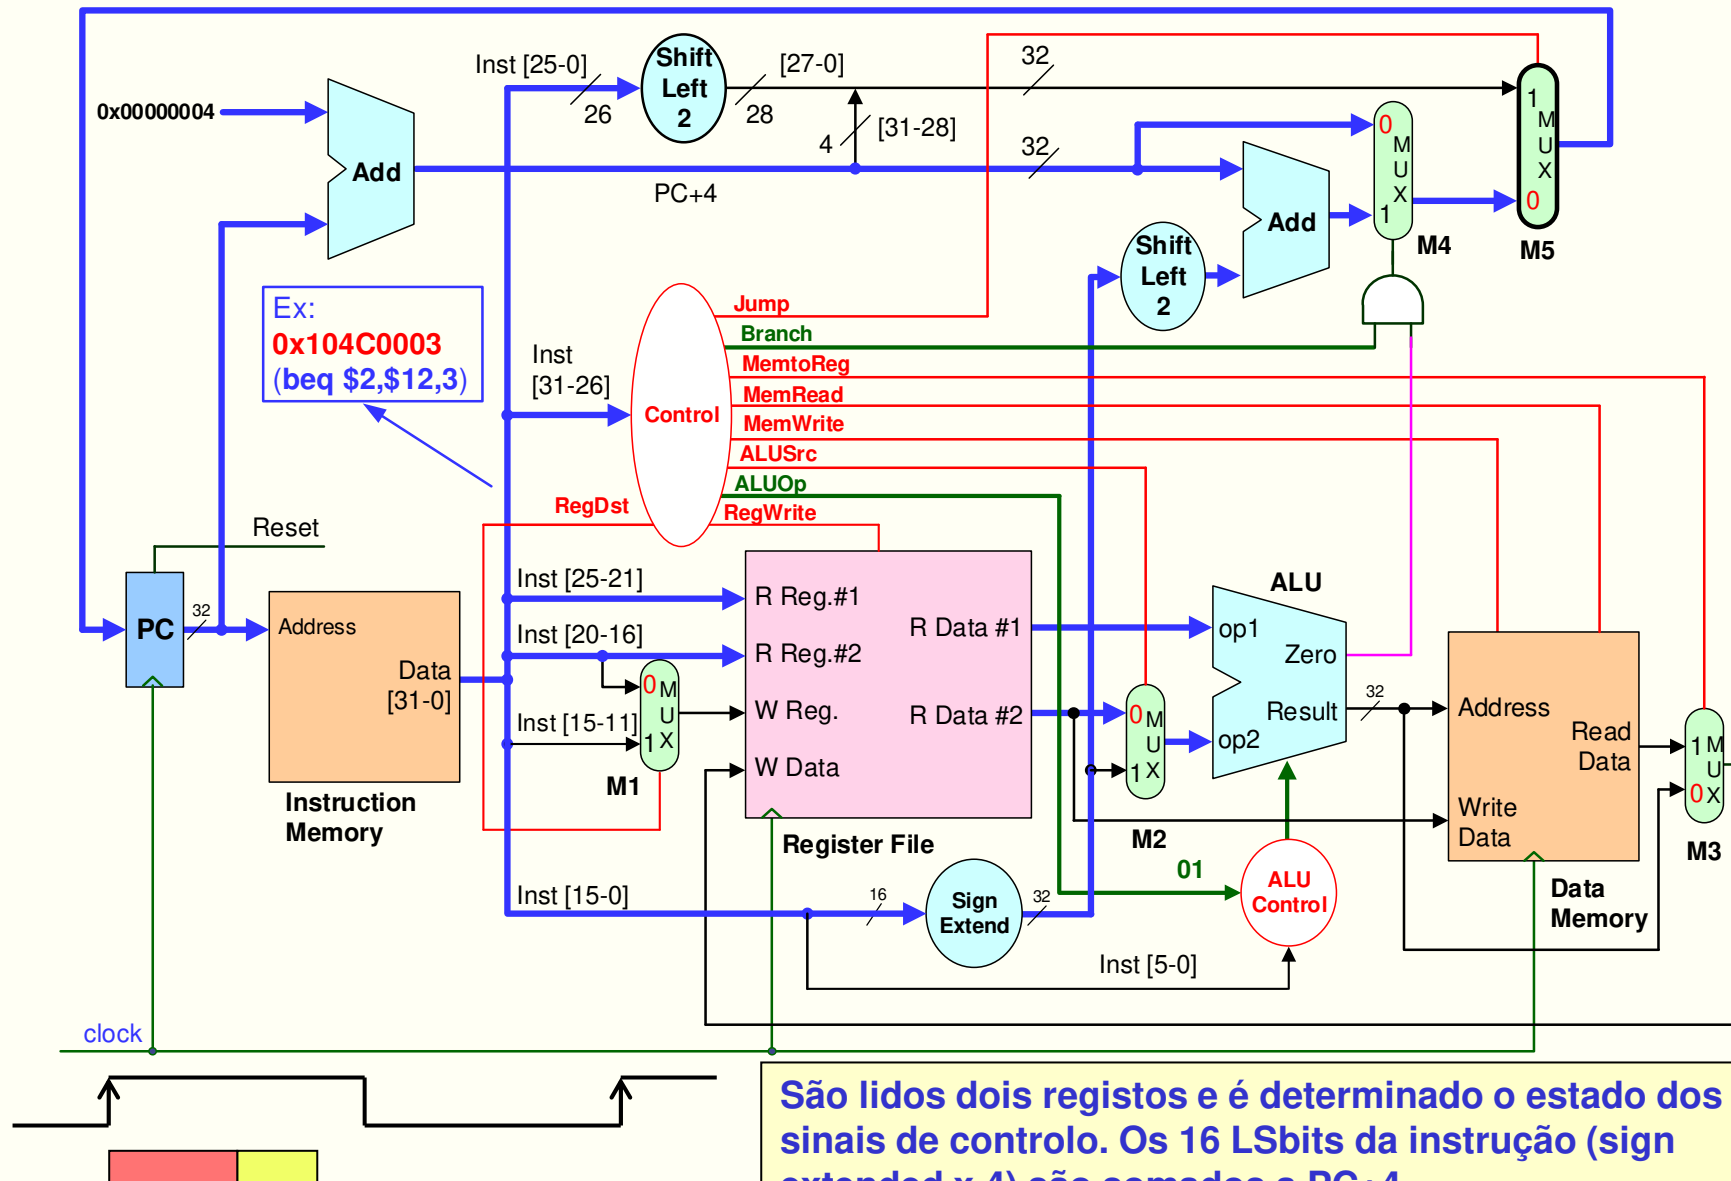 Inst [25-0]
26
Shift
Left
2
[27-0]
28
32
0x00000004
Add
4
[31-28]
PC+4
32
0
M
U
X
1
M4
1
M
U
X
0
M5
Add
Shift
Left
2
Ex:
0x104C0003
(beq $2,$12,3)
Inst
[31-26]
Control
Jump
Branch
MemtoReg
MemRead
MemWrite
ALUSrc
ALUOp
RegWrite
RegDst
Reset
PC
32
Address
Data
[31-0]
Instruction
Memory
Inst [25-21]
Inst [20-16]
Inst [15-11]
0
M
U
X
1
M1
R Reg.#1
R Reg.#2
W Reg.
W Data
R Data #1
R Data #2
Register File
0
M
U
X
1
M2
ALU
op1
op2
Zero
Result
32
Address
Read
Data
Write
Data
Data
Memory
1
M
U
X
0
M3
Inst [15-0]
16
Sign
Extend
32
01
ALU
Control
Inst [5-0]
clock
São lidos dois registos e é determinado o estado dos
sinais de controlo. Os 16 LSbits da instrução (sign
extended x 4) são somados a PC+4